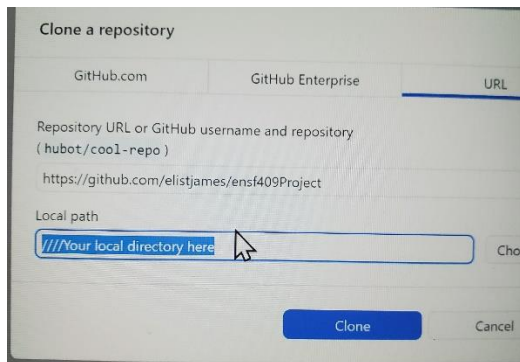 Clone a repository
GitHub.com GitHub Enterprise URL
Repository URL or GitHub username and repository
(hubot/cool-repo)
https://github.com/elistjames/ensf409Project
Local path
////Your local directory here
Cho
Clone Cancel